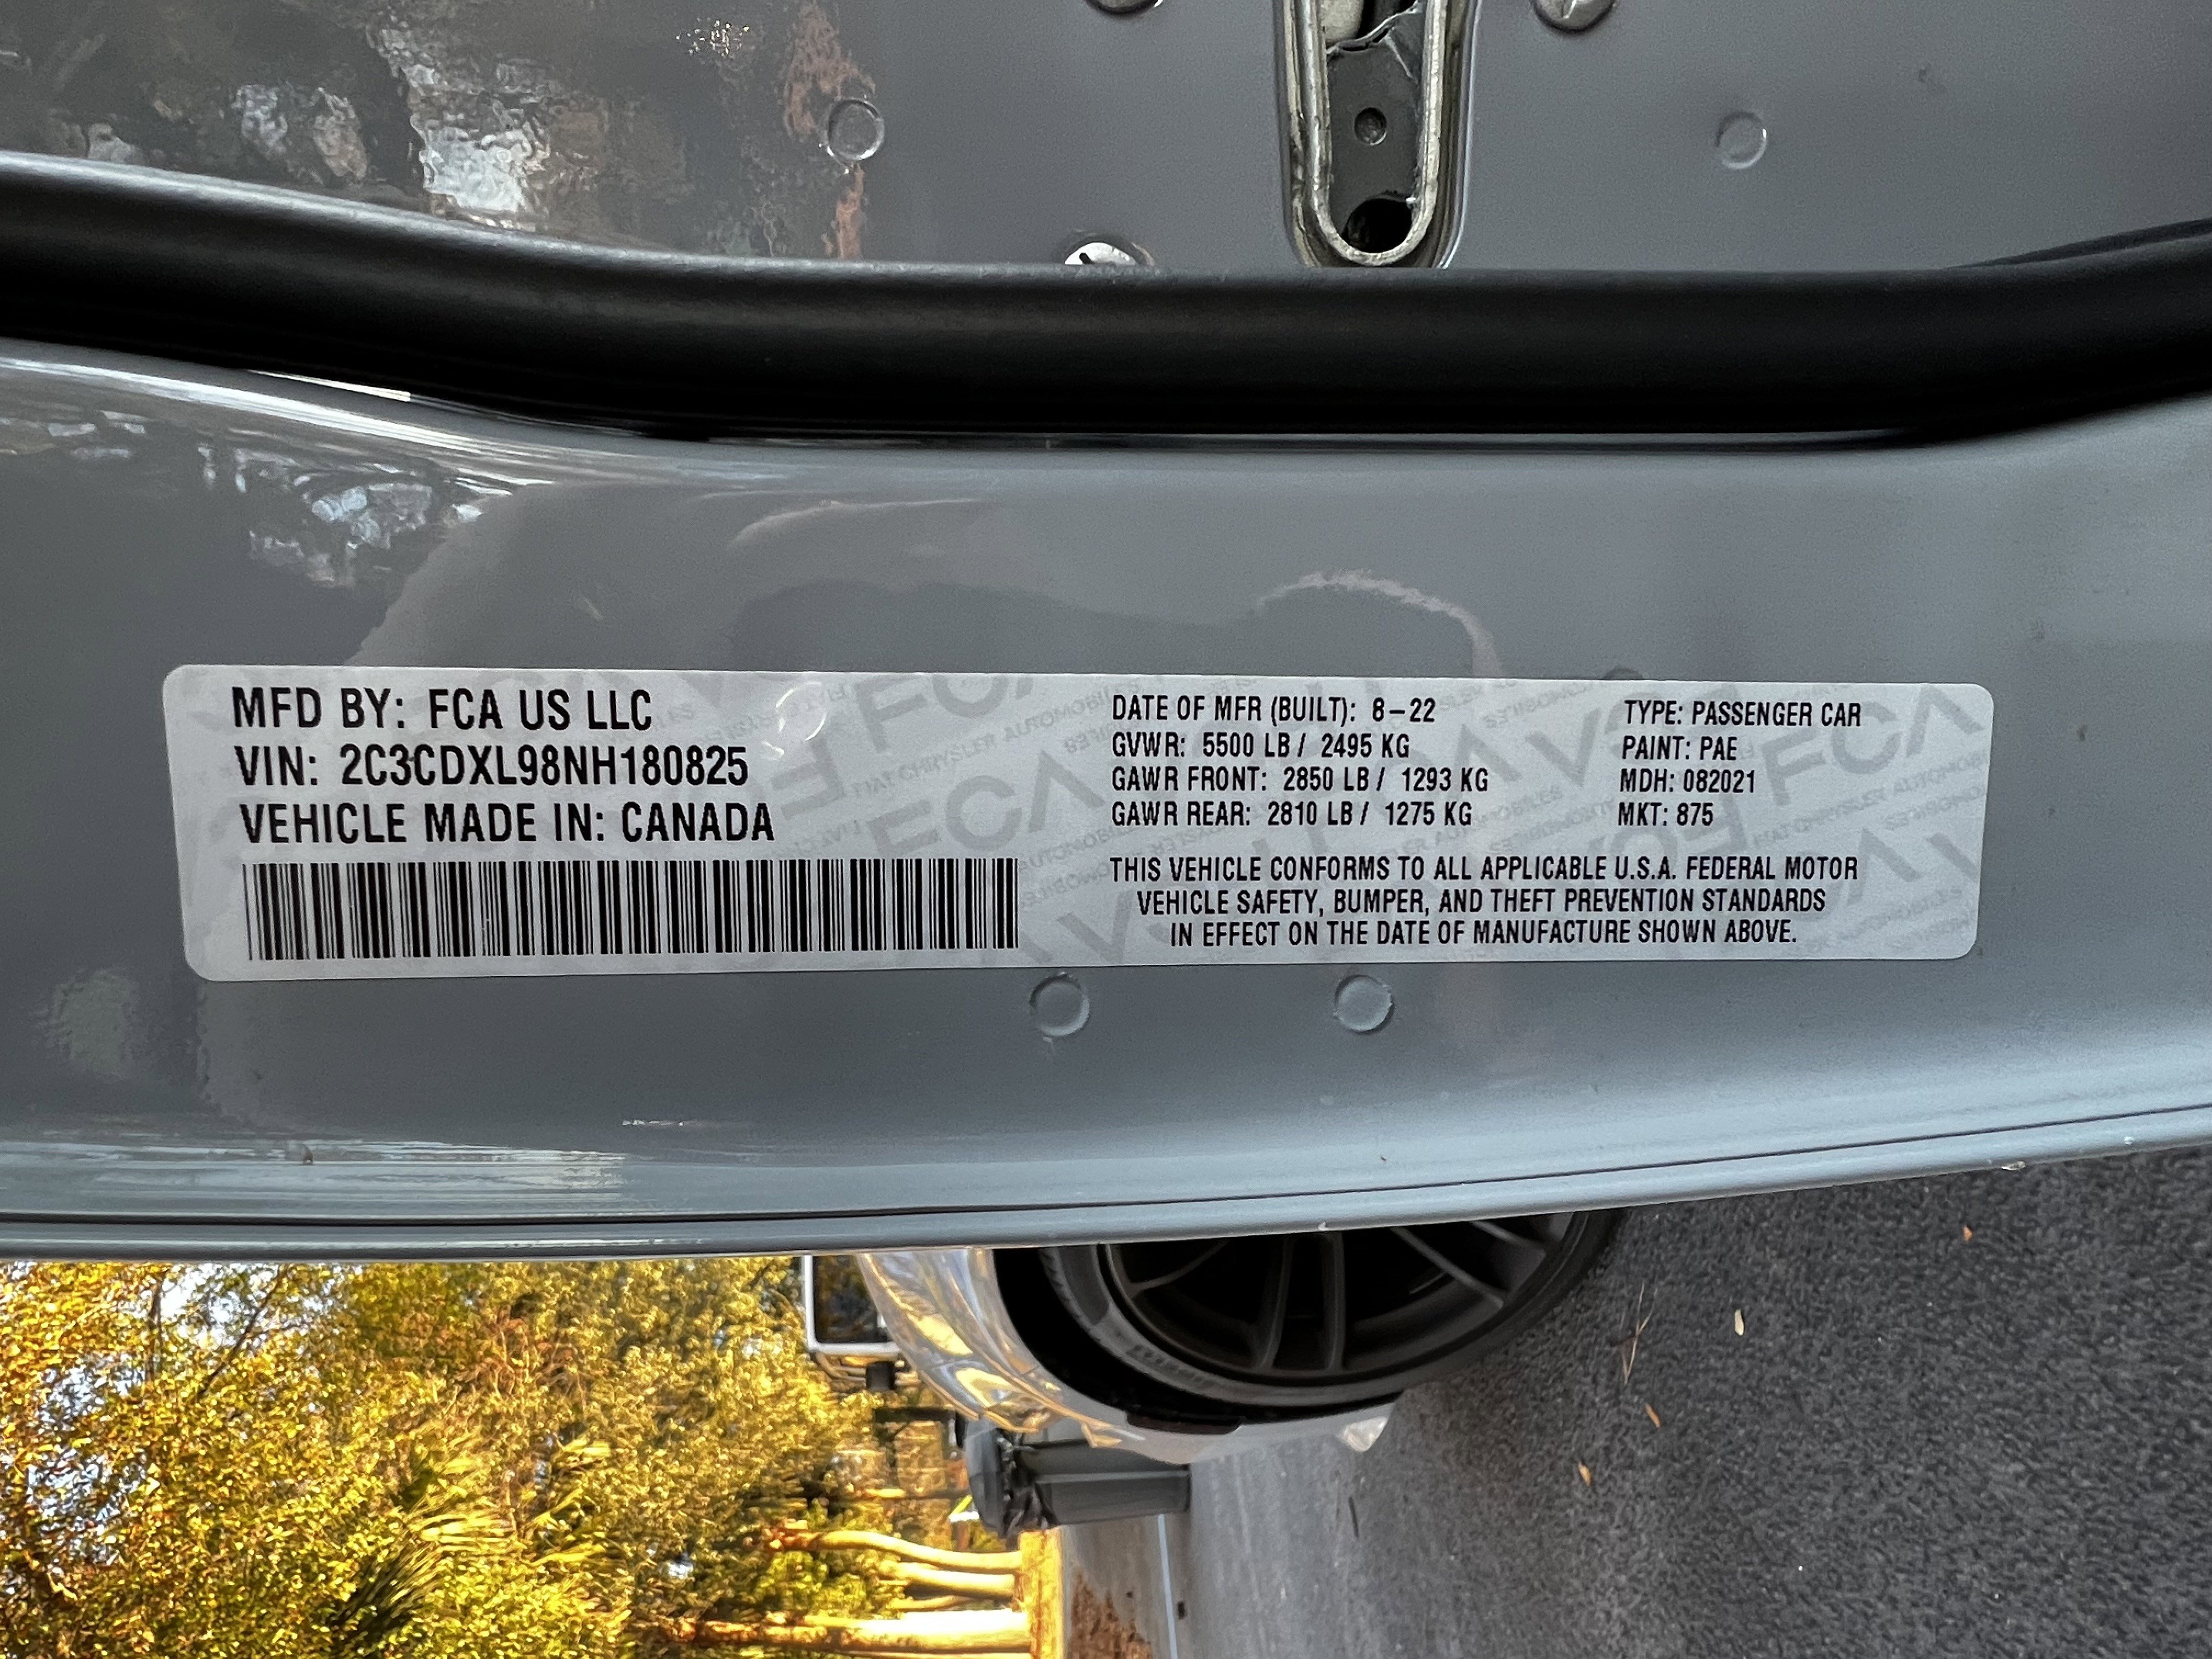 MFD BY: FCA US LLC
VIN: 2C3CDXL98NH180825
VEHICLE MADE IN: CANADA
DATE OF MFR (BUILT): 8-22
GVWR: 5500 LB / 2495 KG
GAWR FRONT: 2850 LB / 1293 KG
GAWR REAR: 2810 LB / 1275 KG
TYPE: PASSENGER CAR
PAINT: PAE
MDH: 082021
MKT: 875
THIS VEHICLE CONFORMS TO ALL APPLICABLE U.S.A. FEDERAL MOTOR
VEHICLE SAFETY, BUMPER, AND THEFT PREVENTION STANDARDS
IN EFFECT ON THE DATE OF MANUFACTURE SHOWN ABOVE.